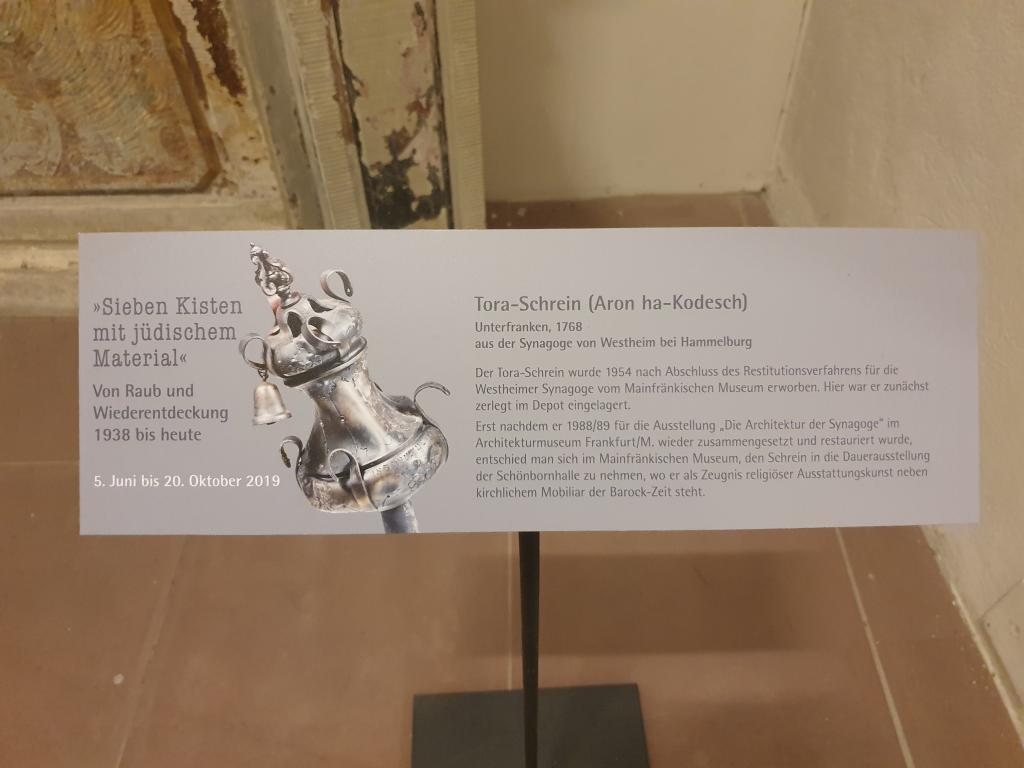 »Sieben Kisten
mit jüdischem
Material«
Von Raub und
Wiederentdeckung
1938 bis heute
5. Juni bis 20. Oktober 2019
Tora-Schrein (Aron ha-Kodesch)
Unterfranken, 1768
aus der Synagoge von Westheim bei Hammelburg
Der Tora-Schrein wurde 1954 nach Abschluss des Restitutionsverfahrens für die
Westheimer Synagoge vom Mainfränkischen Museum erworben. Hier war er zunächst
zerlegt im Depot eingelagert.
Erst nachdem er 1988/89 für die Ausstellung „Die Architektur der Synagoge“ im
Architekturmuseum Frankfurt/M. wieder zusammengesetzt und restauriert wurde,
entschied man sich im Mainfränkischen Museum, den Schrein in die Dauerausstellung
der Schönbornhalle zu nehmen, wo er als Zeugnis religiöser Ausstattungskunst neben
kirchlichem Mobiliar der Barock-Zeit steht.